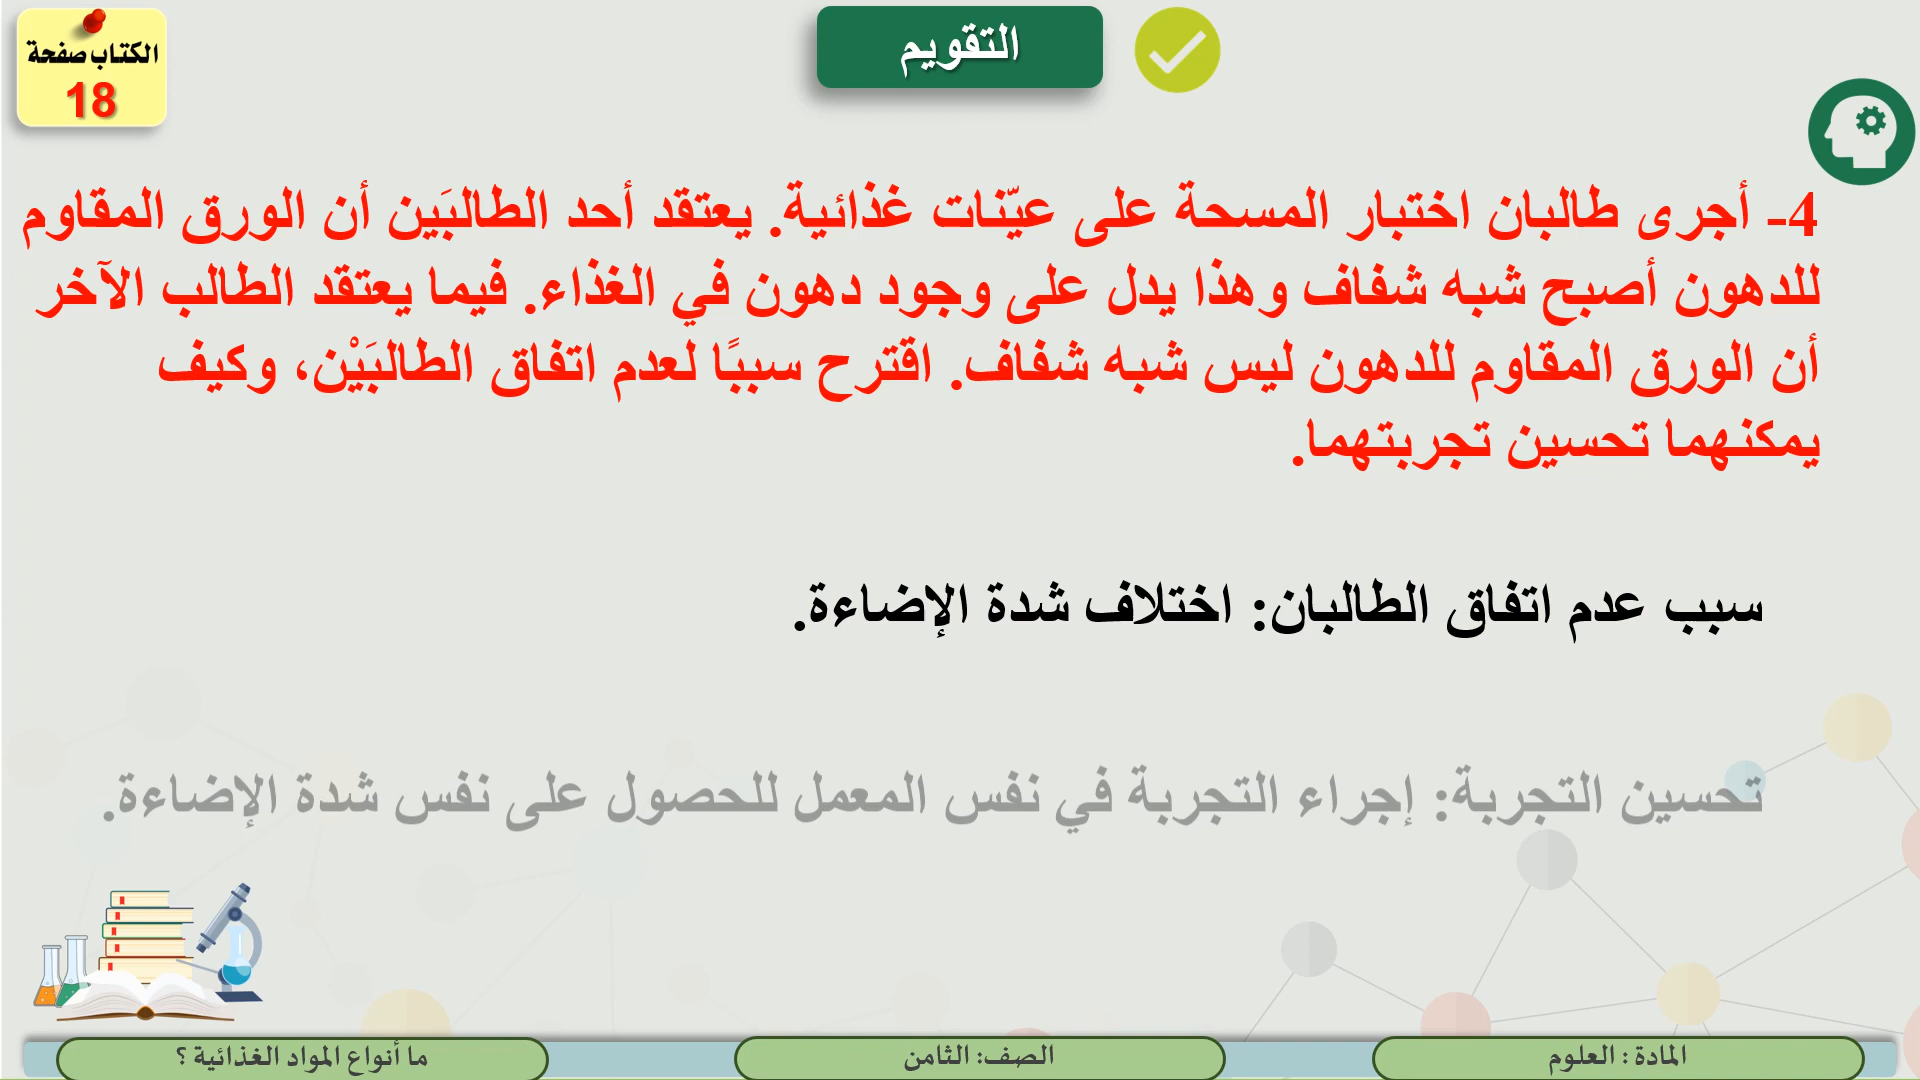 التقويم
الكتاب صفحة
18
4- أجرى طالبان اختبار المسحة على عيّنات غذائية. يعتقد أحد الطالبَين أن الورق المقاوم
للدهون أصبح شبه شفاف وهذا يدل على وجود دهون في الغذاء. فيما يعتقد الطالب الآخر
أن الورق المقاوم للدهون ليس شبه شفاف. اقترح سببًا لعدم اتفاق الطالبَيْن، وكيف
يمكنهما تحسين تجربتهما.
سبب عدم اتفاق الطالبان: اختلاف شدة الإضاءة.
تحسين التجربة: إجراء التجربة في نفس المعمل للحصول على نفس شدة الإضاءة.
المادة : العلوم
الصف: الثامن
ما أنواع المواد الغذائية ؟